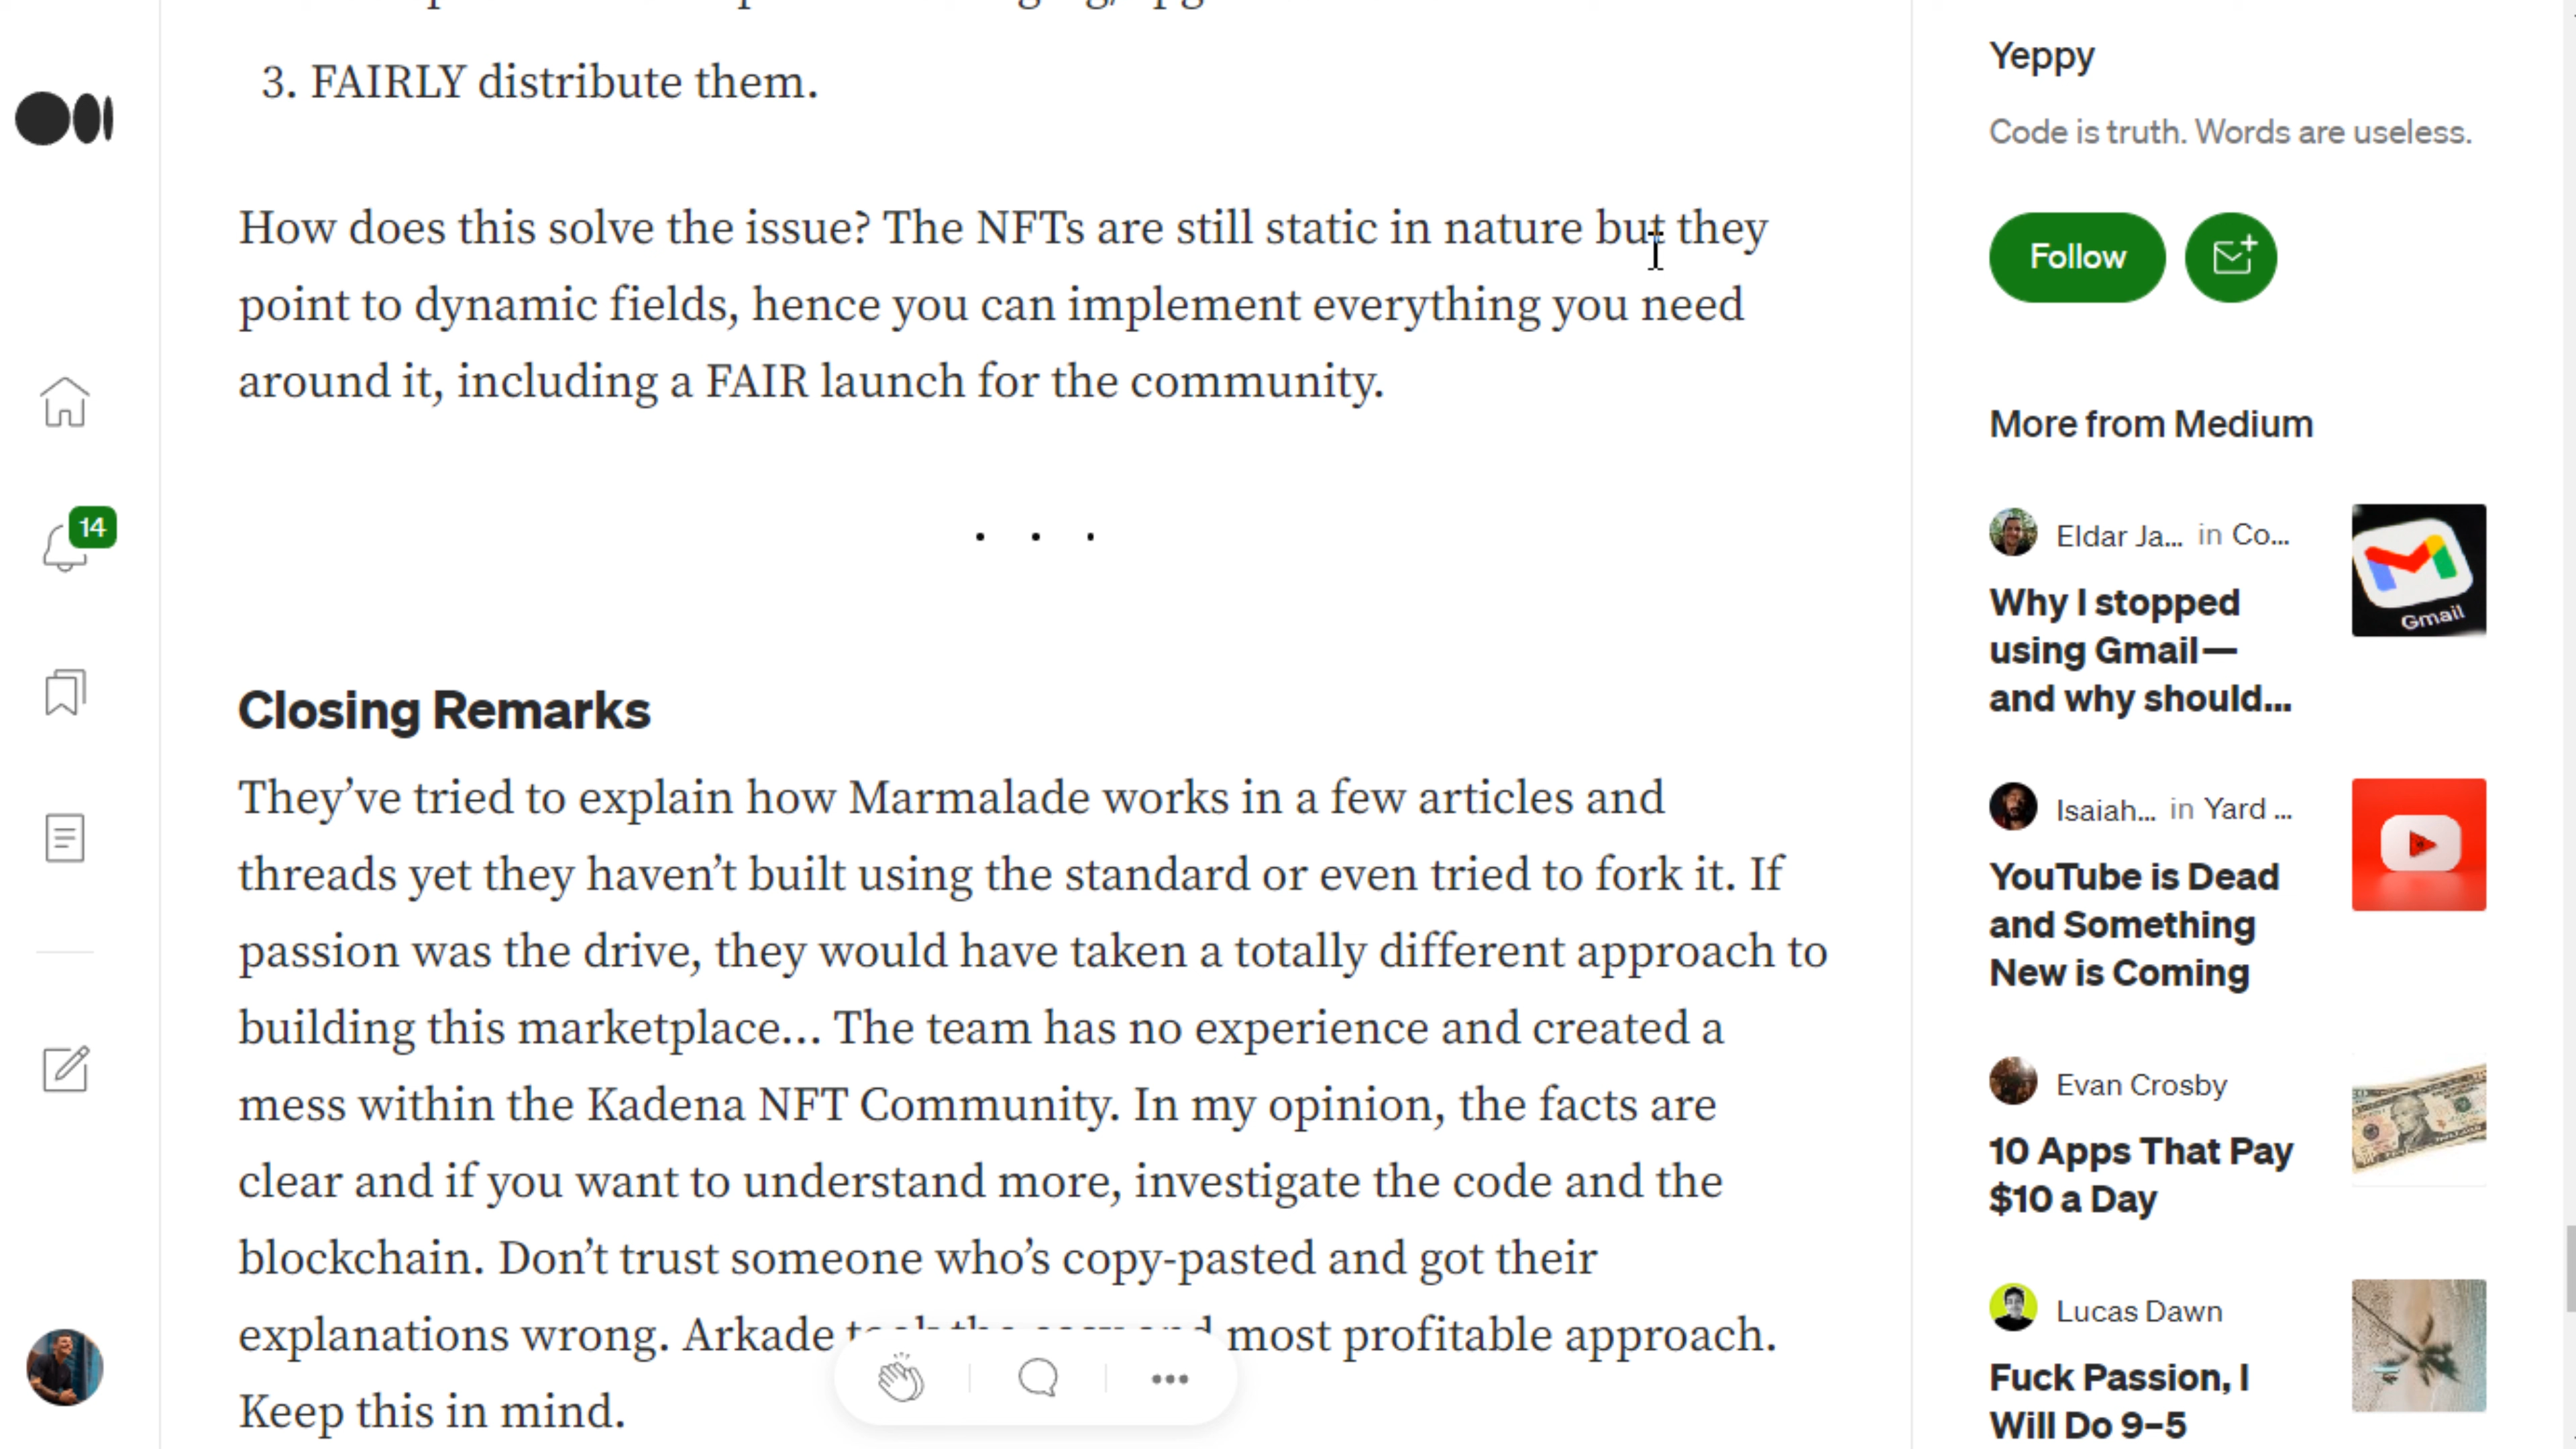 3. FAIRLY distribute them.
How does this solve the issue? The NFTs are still static in nature but they
point to dynamic fields, hence you can implement everything you need
around it, including a FAIR launch for the community.
. . .
Closing Remarks
They’ve tried to explain how Marmalade works in a few articles and
threads yet they haven’t built using the standard or even tried to fork it. If
passion was the drive, they would have taken a totally different approach to
building this marketplace… The team has no experience and created a
mess within the Kadena NFT Community. In my opinion, the facts are
clear and if you want to understand more, investigate the code and the
blockchain. Don’t trust someone who’s copy-pasted and got their
explanations wrong. Arkade took the easy and most profitable approach.
Keep this in mind.
14
Yeppy
Code is truth. Words are useless.
Follow
More from Medium
Eldar Ja... in Co...
Why I stopped
using Gmail—
and why should...
Gmail
Isaiah... in Yard ...
YouTube is Dead
and Something
New is Coming
Evan Crosby
10 Apps That Pay
$10 a Day
Lucas Dawn
Fuck Passion, I
Will Do 9–5